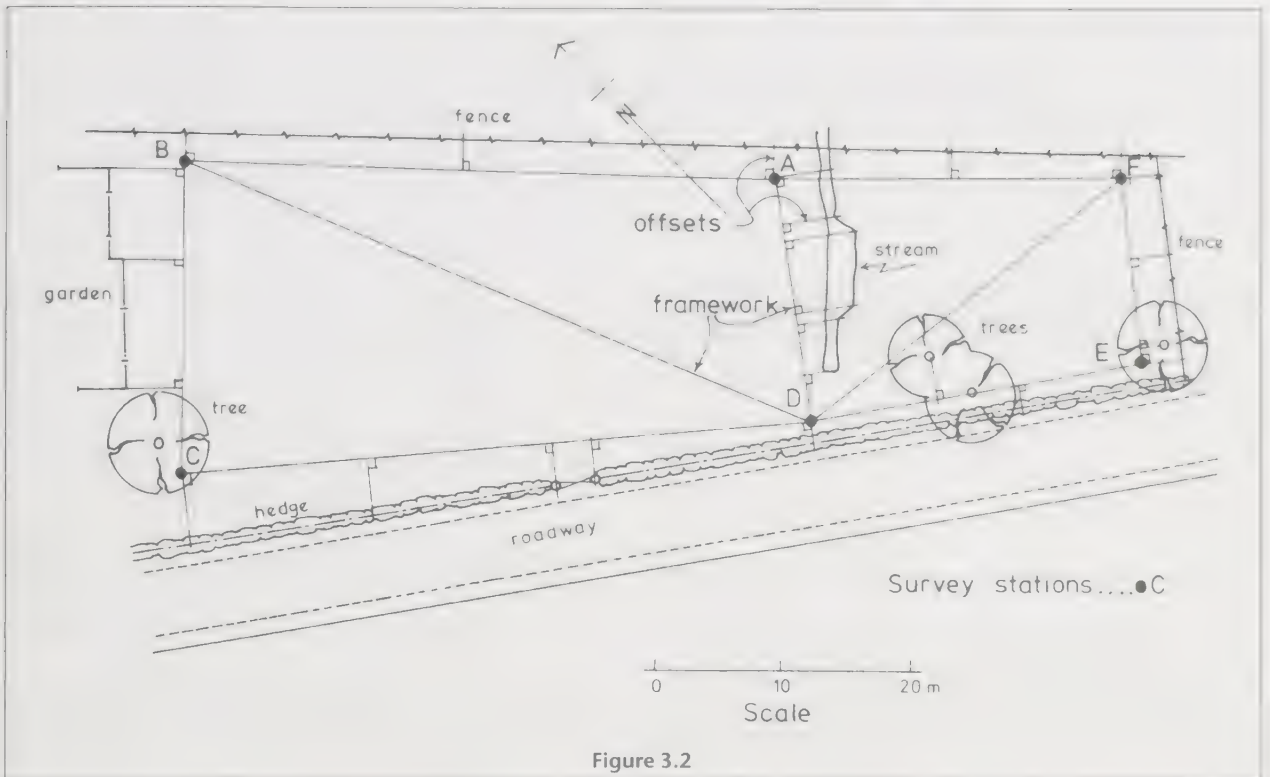 fence
B
A
F
N
offsets
stream
fence
garden
framework
trees
E
D
tree
C
hedge
roadway
Survey stations....●C
0 10 20 m
Scale
Figure 3.2